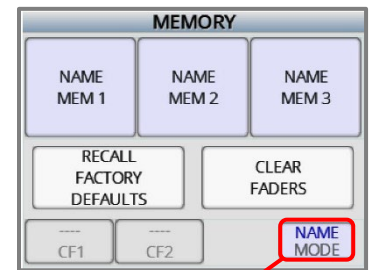 MEMORY
NAME
MEM 1
NAME
MEM 2
NAME
MEM 3
RECALL
FACTORY
DEFAULTS
CLEAR
FADERS
----
CF1
----
CF2
NAME
MODE